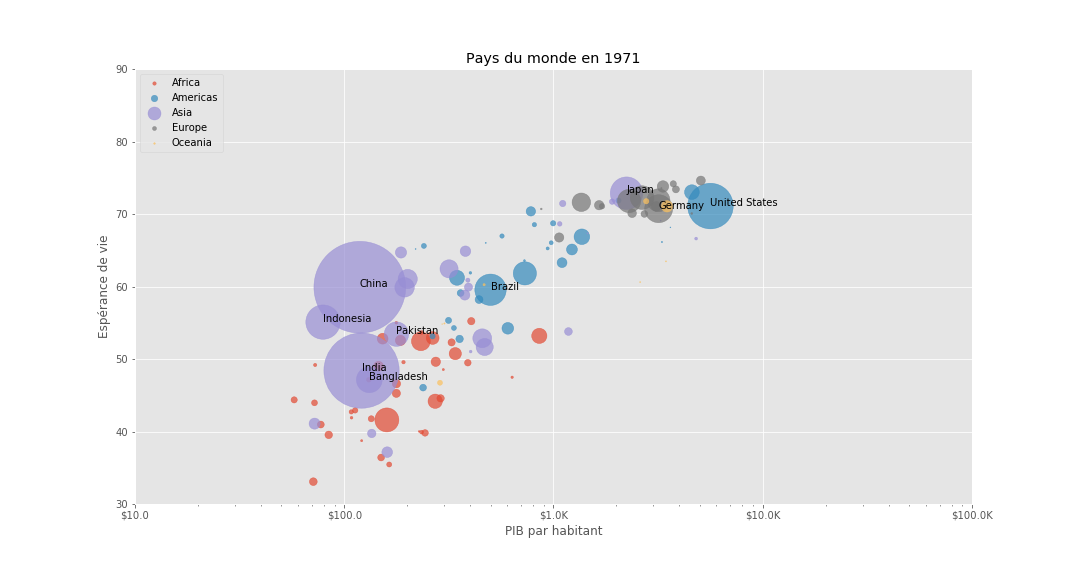 Pays du monde en 1971
90
Africa
Americas
Asia
Europe
Oceania
80
Japan
70
Germany
United States
Espérance de vie
60
China
Brazil
Indonesia
Pakistan
50
India
Bangladesh
40
30
$10.0
$100.0
$1.0K
$10.0K
$100.0K
PIB par habitant